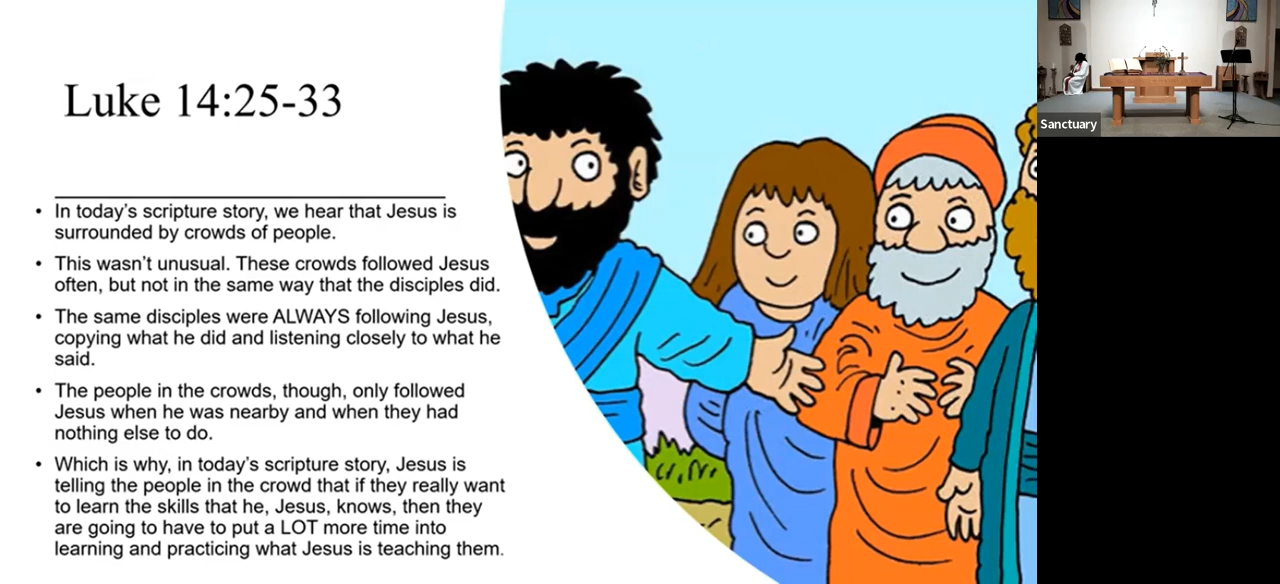 Luke 14:25-33
• In today's scripture story, we hear that Jesus is
surrounded by crowds of people.
• This wasn't unusual. These crowds followed Jesus
often, but not in the same way that the disciples did.
• The same disciples were ALWAYS following Jesus,
copying what he did and listening closely to what he
said.
• The people in the crowds, though, only followed
Jesus when he was nearby and when they had
nothing else to do.
• Which is why, in today's scripture story, Jesus is
telling the people in the crowd that if they really want
to learn the skills that he, Jesus, knows, then they
are going to have to put a LOT more time into
learning and practicing what Jesus is teaching them.
Sanctuary